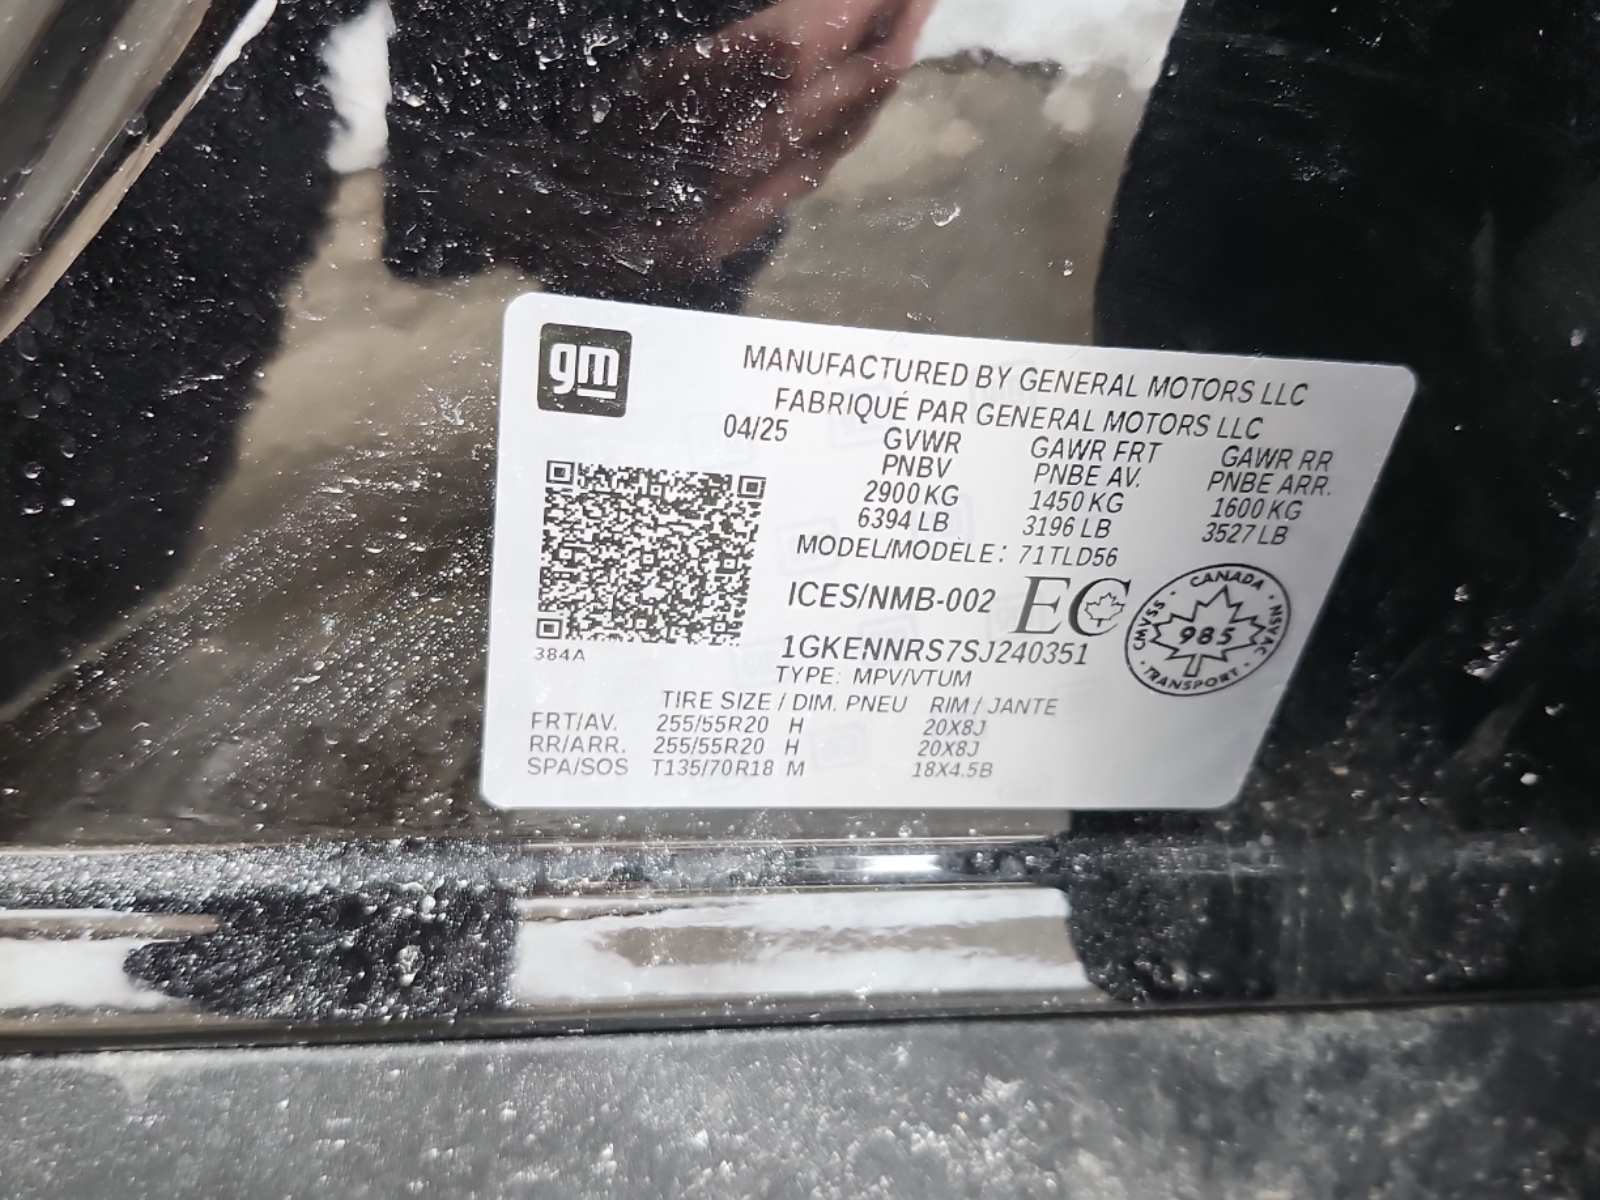 gm
MANUFACTURED BY GENERAL MOTORS LLC
FABRIQUÉ PAR GENERAL MOTORS LLC
04/25 GVWR GAWR FRT GAWR RR
PNBV PNBE AV. PNBE ARR.
2900 KG 1450 KG 1600 KG
6394 LB 3196 LB 3527 LB
MODEL/MODÈLE: 71TLD56
ICES/NMB-002 EC
CANADA
CMVSS 985 NSVAC
TRANSPORT
1GKENNRS7SJ240351
384A
TYPE: MPV/VTUM
TIRE SIZE / DIM. PNEU RIM / JANTE
FRT/AV. 255/55R20 H 20X8J
RR/ARR. 255/55R20 H 20X8J
SPA/SOS T135/70R18 M 18X4.5B